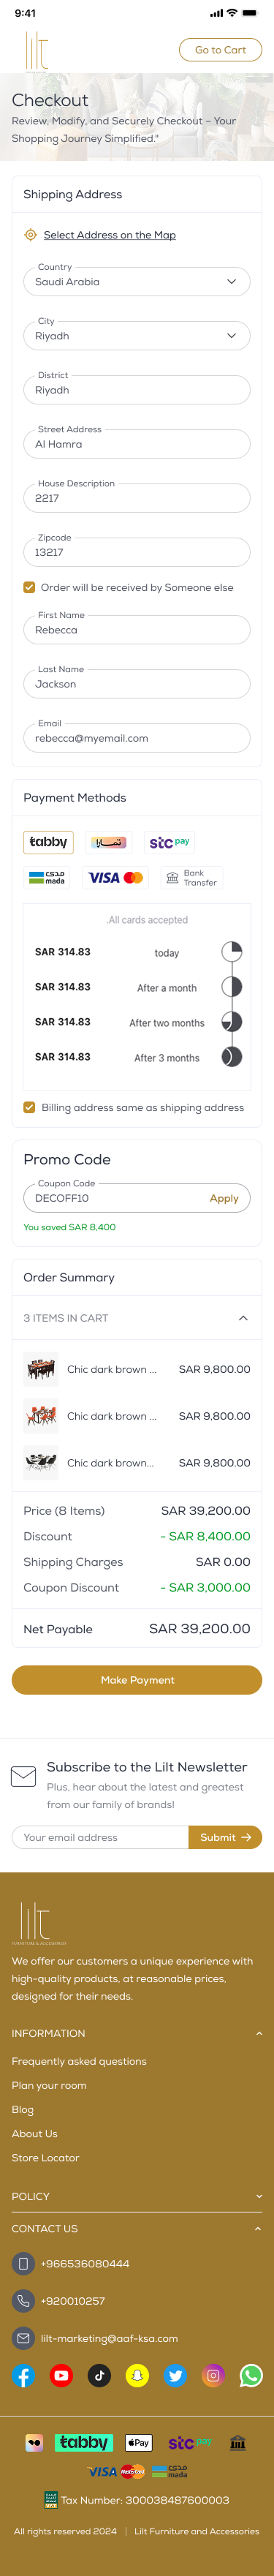 9:41
lilt
Go to Cart
Checkout
Review, Modify, and Securely Checkout – Your
Shopping Journey Simplified."
Shipping Address
Select Address on the Map
Country
Saudi Arabia
City
Riyadh
District
Riyadh
Street Address
Al Hamra
House Description
2217
Zipcode
13217
Order will be received by Someone else
First Name
Rebecca
Last Name
Jackson
Email
rebecca@myemail.com
Payment Methods
tabby
تمارا
stc pay
مدى
mada
VISA
Bank
Transfer
.All cards accepted
SAR 314.83 today
SAR 314.83 After a month
SAR 314.83 After two months
SAR 314.83 After 3 months
Billing address same as shipping address
Promo Code
Coupon Code
DECOFF10 Apply
You saved SAR 8,400
Order Summary
3 ITEMS IN CART
Chic dark brown ... SAR 9,800.00
Chic dark brown ... SAR 9,800.00
Chic dark brown... SAR 9,800.00
Price (8 Items) SAR 39,200.00
Discount - SAR 8,400.00
Shipping Charges SAR 0.00
Coupon Discount - SAR 3,000.00
Net Payable SAR 39,200.00
Make Payment
Subscribe to the Lilt Newsletter
Plus, hear about the latest and greatest
from our family of brands!
Your email address Submit
lilt
FURNITURE & ACCESSORIES
We offer our customers a unique experience with
high-quality products, at reasonable prices,
designed for their needs.
INFORMATION
Frequently asked questions
Plan your room
Blog
About Us
Store Locator
POLICY
CONTACT US
+966536080444
+920010257
lilt-marketing@aaf-ksa.com
tabby
Pay
stc pay
VISA
MasterCard
مدى
mada
Tax Number: 300038487600003
All rights reserved 2024 | Lilt Furniture and Accessories